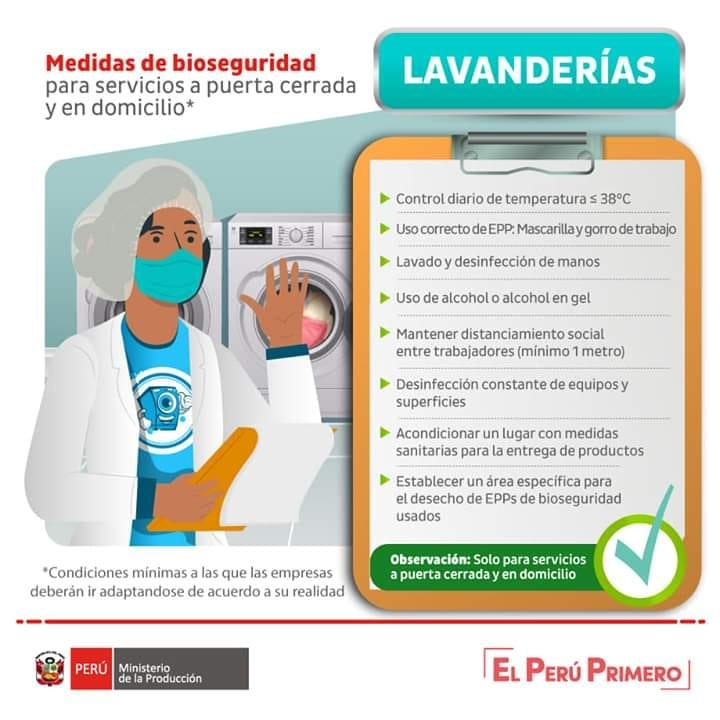 Medidas de bioseguridad
para servicios a puerta cerrada
y en domicilio*
LAVANDERÍAS
Control diario de temperatura ≤ 38°C
Uso correcto de EPP: Mascarilla y gorro de trabajo
Lavado y desinfección de manos
Uso de alcohol o alcohol en gel
Mantener distanciamiento social
entre trabajadores (mínimo 1 metro)
Desinfección constante de equipos y
superficies
Acondicionar un lugar con medidas
sanitarias para la entrega de productos
Establecer un área específica para
el desecho de EPPs de bioseguridad
usados
Observación: Solo para servicios
a puerta cerrada y en domicilio
*Condiciones mínimas a las que las empresas
deberán ir adaptandose de acuerdo a su realidad
PERÚ
Ministerio
de la Producción
EL PERÚ PRIMERO